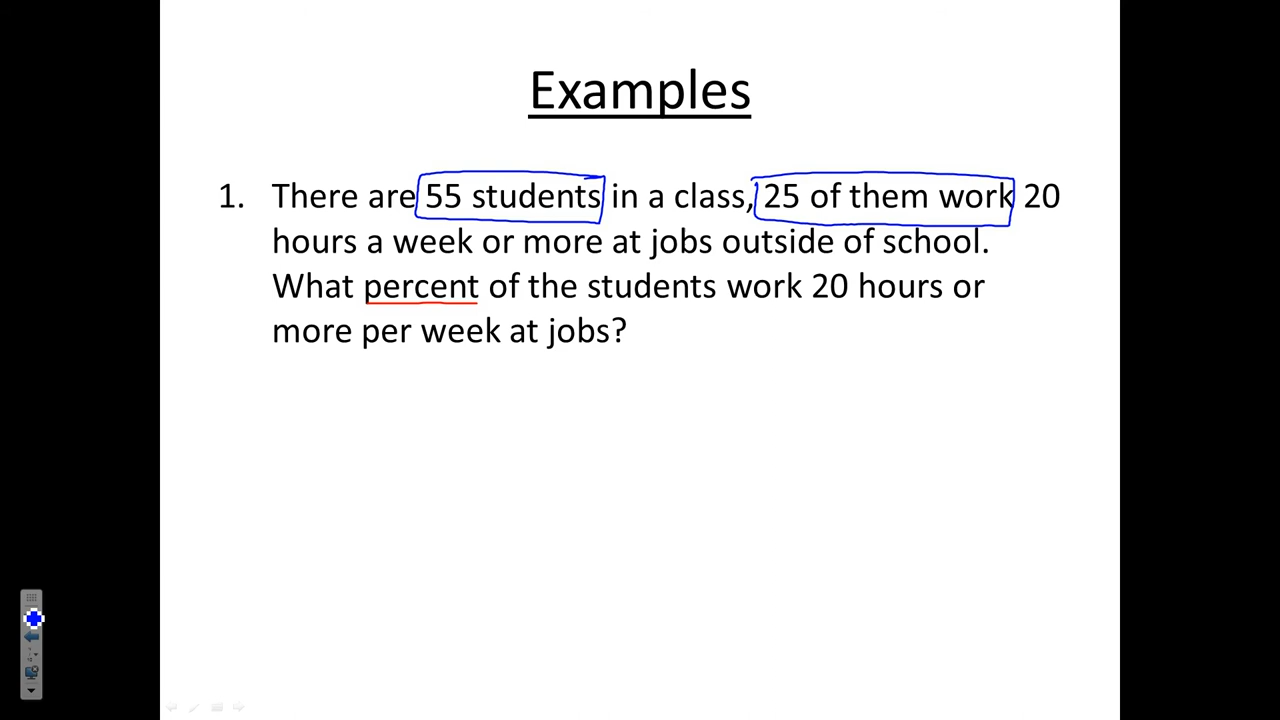 Examples
1. There are 55 students in a class, 25 of them work 20
hours a week or more at jobs outside of school.
What percent of the students work 20 hours or
more per week at jobs?